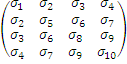 σ₁ σ₂ σ₃ σ₄
σ₂ σ₅ σ₆ σ₇
σ₃ σ₆ σ₈ σ₉
σ₄ σ₇ σ₉ σ₁₀